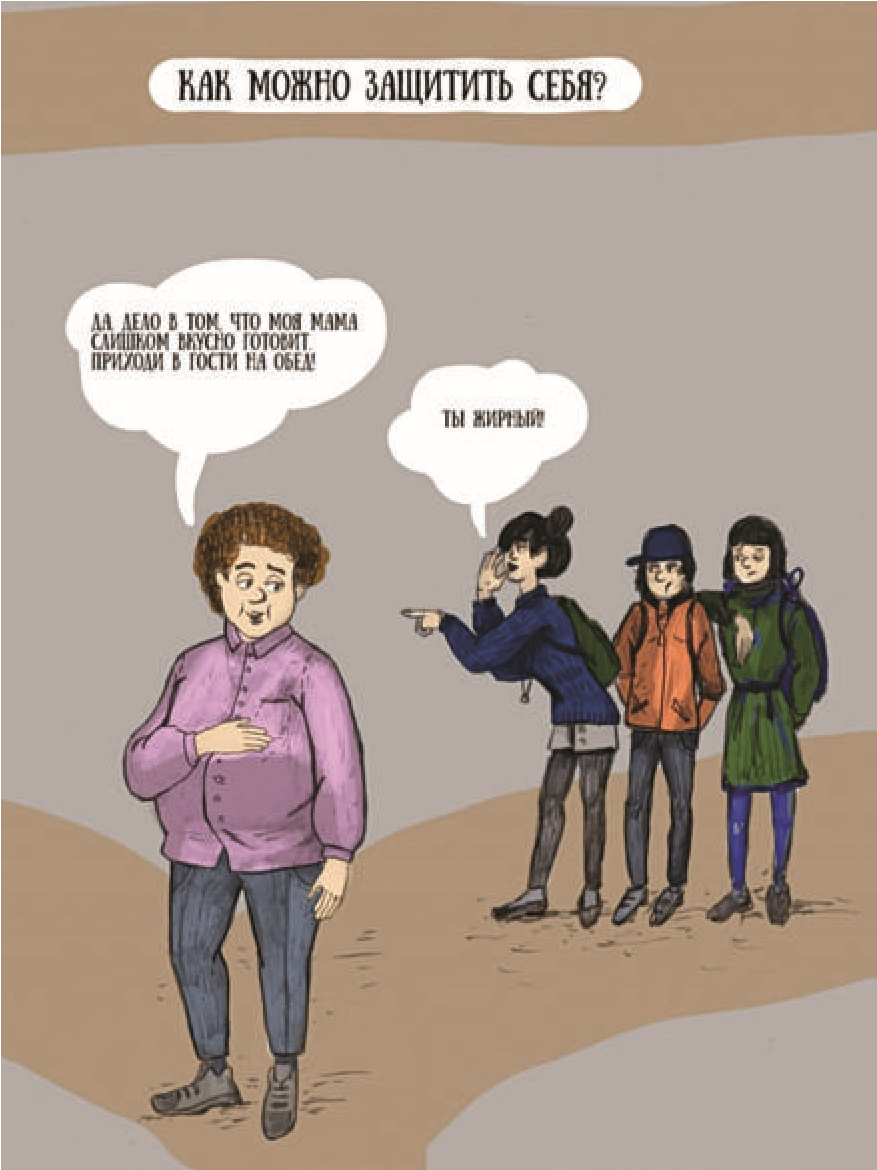 КАК МОЖНО ЗАЩИТИТЬ СЕБЯ?
ДА ДЕЛО В ТОМ, ЧТО МОЯ МАМА
СЛИШКОМ ВКУСНО ГОТОВИТ.
ПРИХОДИ В ГОСТИ НА ОБЕД!
ТЫ ЖИРНЫЙ!